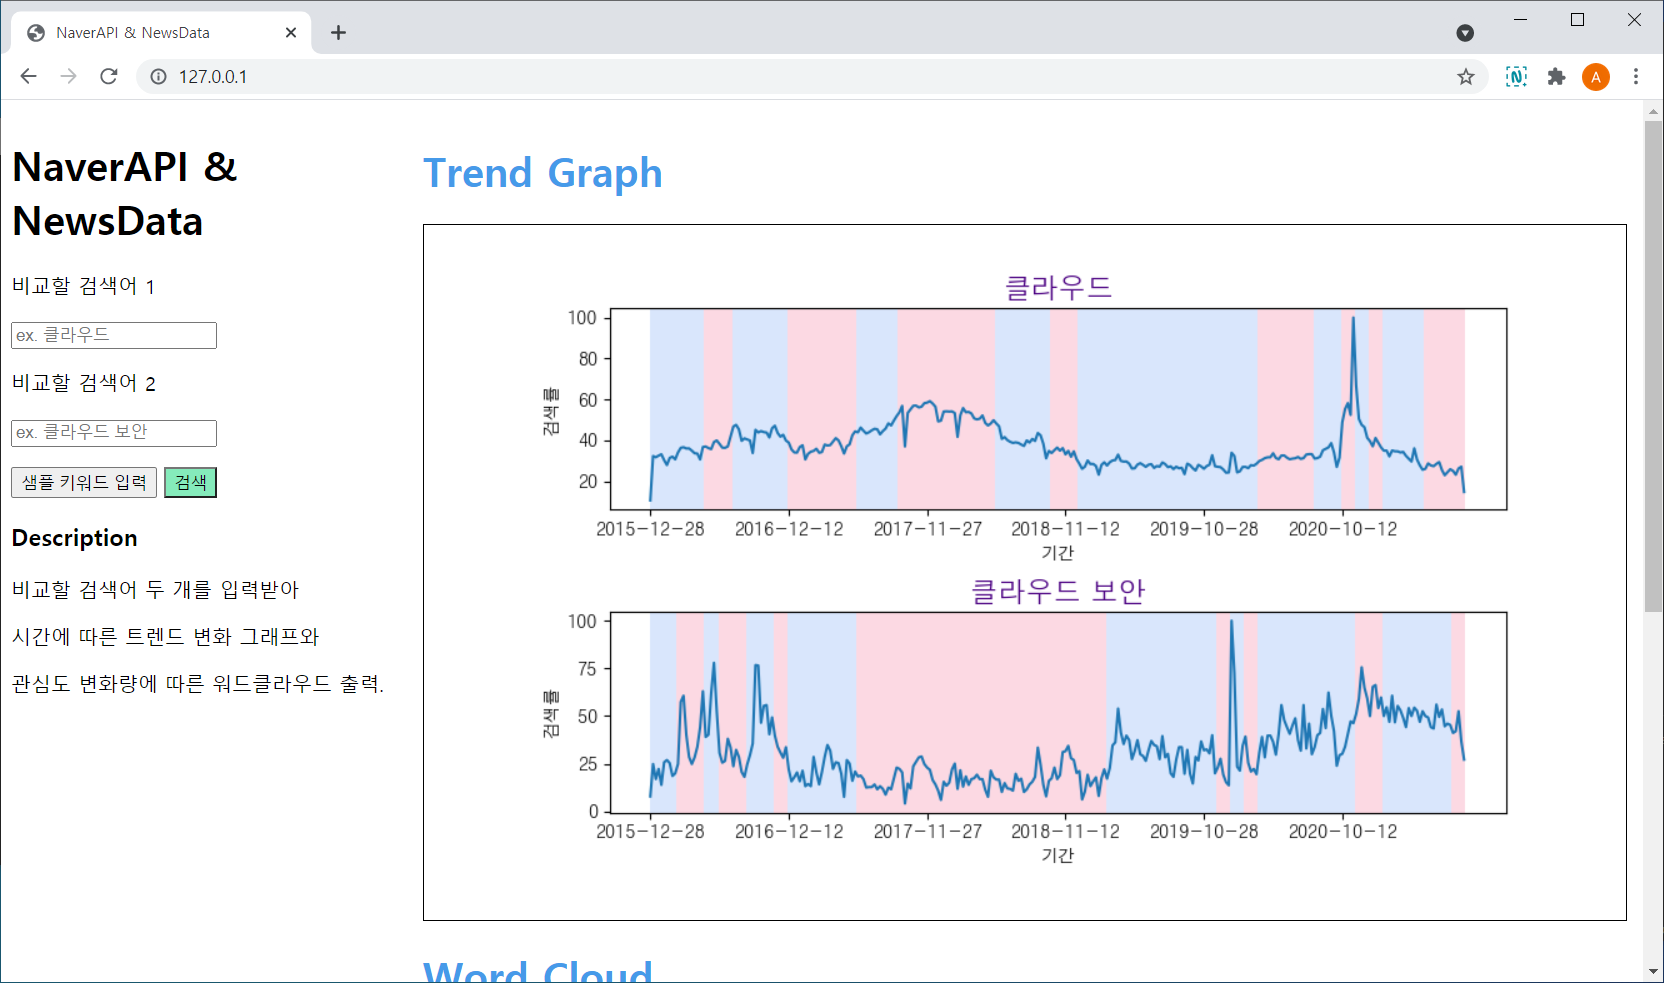 NaverAPI & NewsData
127.0.0.1
A
NaverAPI &
NewsData
비교할 검색어 1
ex. 클라우드
비교할 검색어 2
ex. 클라우드 보안
샘플 키워드 입력
검색
Description
비교할 검색어 두 개를 입력받아
시간에 따른 트렌드 변화 그래프와
관심도 변화량에 따른 워드클라우드 출력.
Trend Graph
클라우드
100
80
60
40
20
검색률
2015-12-28 2016-12-12 2017-11-27 2018-11-12 2019-10-28 2020-10-12
기간
클라우드 보안
100
75
50
25
0
검색률
2015-12-28 2016-12-12 2017-11-27 2018-11-12 2019-10-28 2020-10-12
기간
Word Cloud